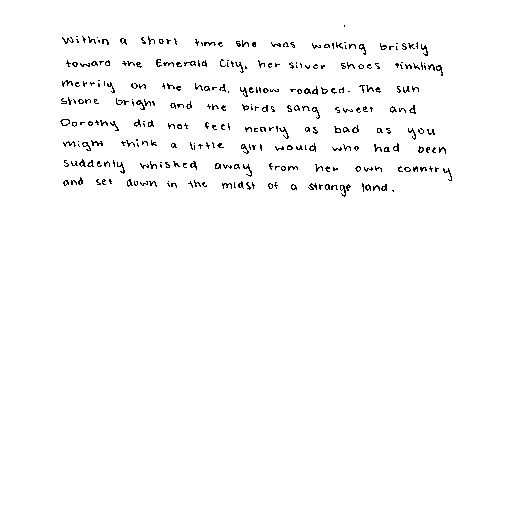 Within a short time she was walking briskly
toward the Emerald City, her silver shoes tinkling
merrily on the hard, yellow roadbed. The sun
shone bright and the birds sang sweet and
Dorothy did not feel nearly as bad as you
might think a little girl would who had been
suddenly whisked away from her own country
and set down in the midst of a strange land.